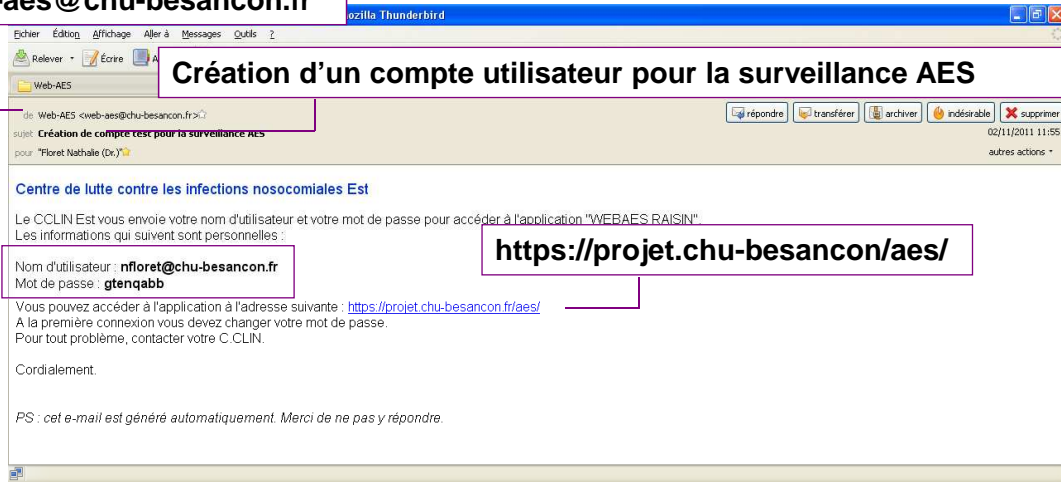 -aes@chu-besancon.fr
ozilla Thunderbird
Fichier Édition Affichage Aller à Messages Outils ?
Relever Écrire A
Création d'un compte utilisateur pour la surveillance AES
Web-AES
de Web-AES <web-aes@chu-besancon.fr>
répondre transférer archiver indésirable supprimer
sujet Création de compte test pour la surveillance AES
02/11/2011 11:55
pour "Floret Nathalie (Dr.)"
autres actions
Centre de lutte contre les infections nosocomiales Est
Le CCLIN Est vous envoie votre nom d'utilisateur et votre mot de passe pour accéder à l'application "WEBAES RAISIN".
Les informations qui suivent sont personnelles :
https://projet.chu-besancon/aes/
Nom d'utilisateur : nfloret@chu-besancon.fr
Mot de passe : gtenqabb
Vous pouvez accéder à l'application à l'adresse suivante : https://projet.chu-besancon.fr/aes/
A la première connexion vous devez changer votre mot de passe.
Pour tout problème, contacter votre C.CLIN.
Cordialement.
PS : cet e-mail est généré automatiquement. Merci de ne pas y répondre.